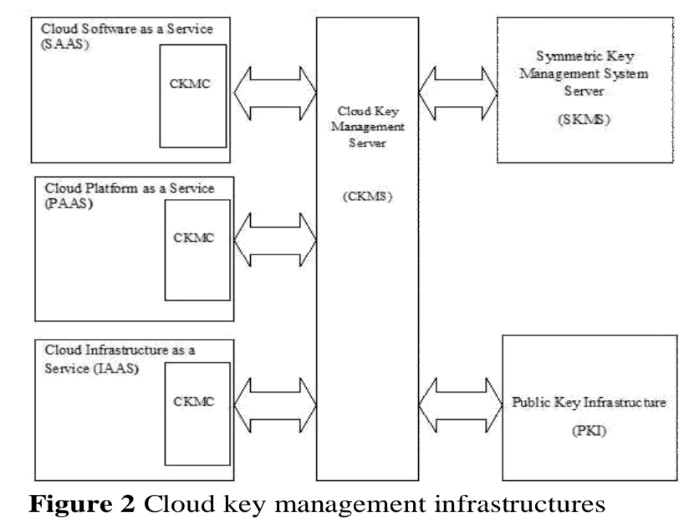 Cloud Software as a Service
(SAAS)
CKMC
Cloud Platform as a Service
(PAAS)
CKMC
Cloud Infrastructure as a
Service (IAAS)
CKMC
Cloud Key
Management
Server
(CKMS)
Symmetric Key
Management System
Server
(SKMS)
Public Key Infrastructure
(PKI)
Figure 2 Cloud key management infrastructures